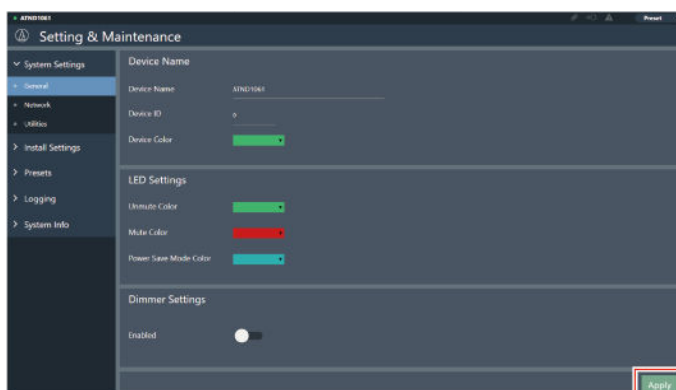 ATND1061
Preset
Setting & Maintenance
System Settings
General
Network
Utilities
Install Settings
Presets
Logging
System Info
Device Name
Device Name
ATND1061
Device ID
0
Device Color
LED Settings
Unmute Color
Mute Color
Power Save Mode Color
Dimmer Settings
Enabled
Apply